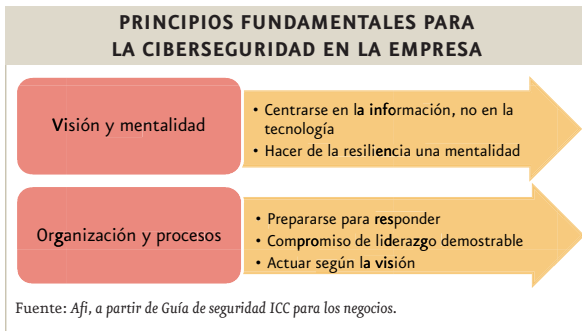 PRINCIPIOS FUNDAMENTALES PARA
LA CIBERSEGURIDAD EN LA EMPRESA
Visión y mentalidad
• Centrarse en la información, no en la
tecnología
• Hacer de la resiliencia una mentalidad
Organización y procesos
• Prepararse para responder
• Compromiso de liderazgo demostrable
• Actuar según la visión
Fuente: Afi, a partir de Guía de seguridad ICC para los negocios.